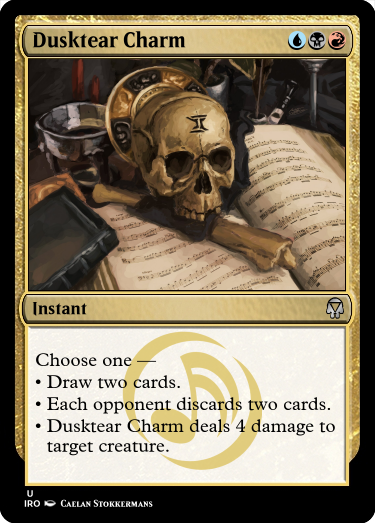 Dusktear Charm
Instant
Choose one —
• Draw two cards.
• Each opponent discards two cards.
• Dusktear Charm deals 4 damage to
target creature.
U
IRO Caelan Stokkermans